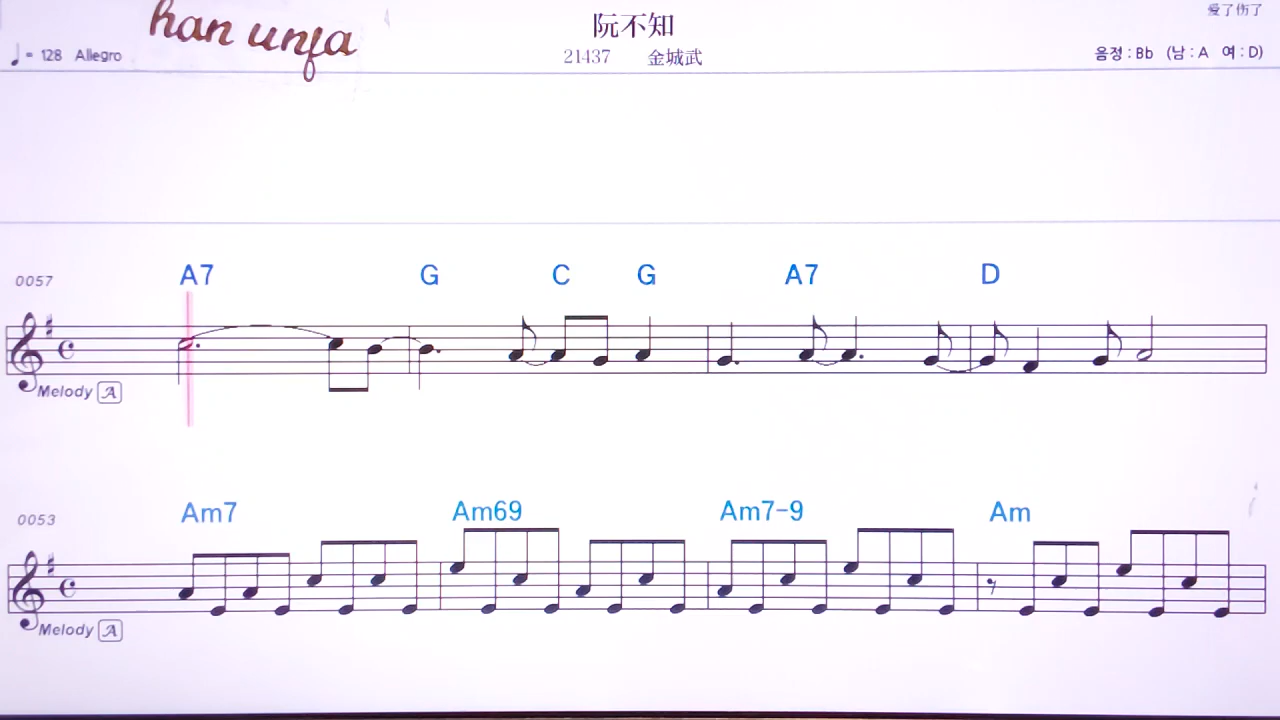 han unja
阮不知
愛了伤了
♩= 128 Allegro
21437 金城武
음정 : Bb (남 : A 여 : D)
0057 A7 G C G A7 D
Melody A
0053 Am7 Am69 Am7-9 Am
Melody A